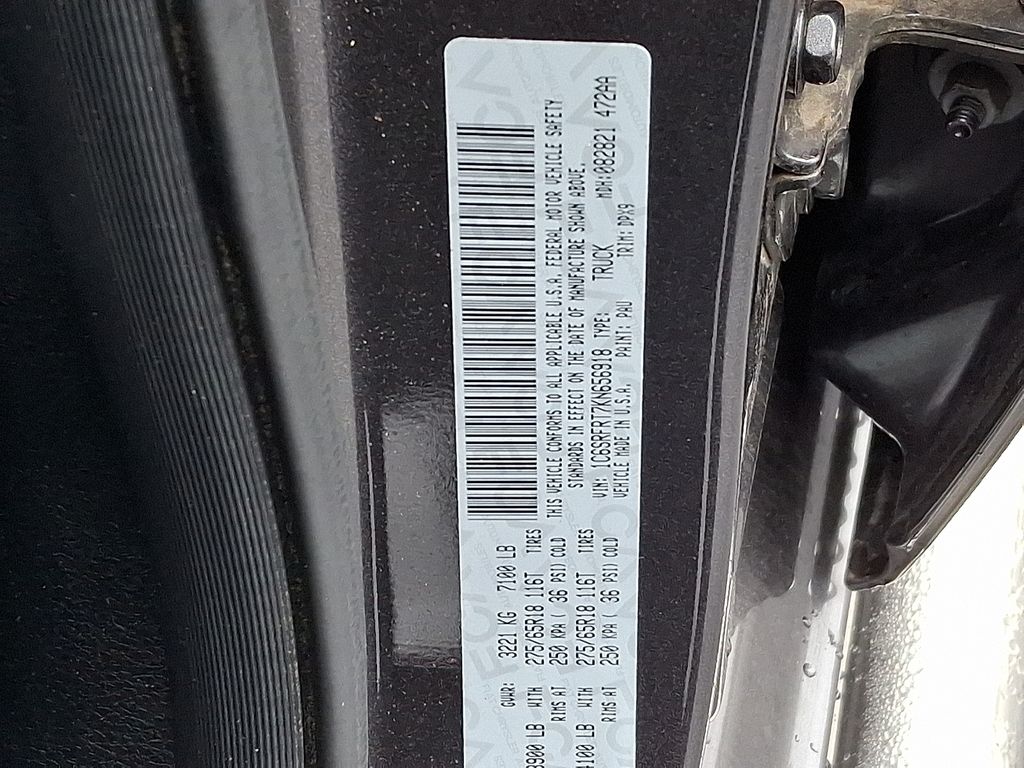 GVWR: 3221 KG 7100 LB
3900 LB WITH 275/65R18 116T TIRES
RIMS AT 250 KPA ( 36 PSI) COLD
4100 LB WITH 275/65R18 116T TIRES
RIMS AT 250 KPA ( 36 PSI) COLD
THIS VEHICLE CONFORMS TO ALL APPLICABLE U.S.A. FEDERAL MOTOR VEHICLE SAFETY
STANDARDS IN EFFECT ON THE DATE OF MANUFACTURE SHOWN ABOVE.
VIN: 1C6SRFRT7KN656918 TYPE: TRUCK MDH:082821 472AA
VEHICLE MADE IN U.S.A. PAINT: PAU TRIM: DPX9